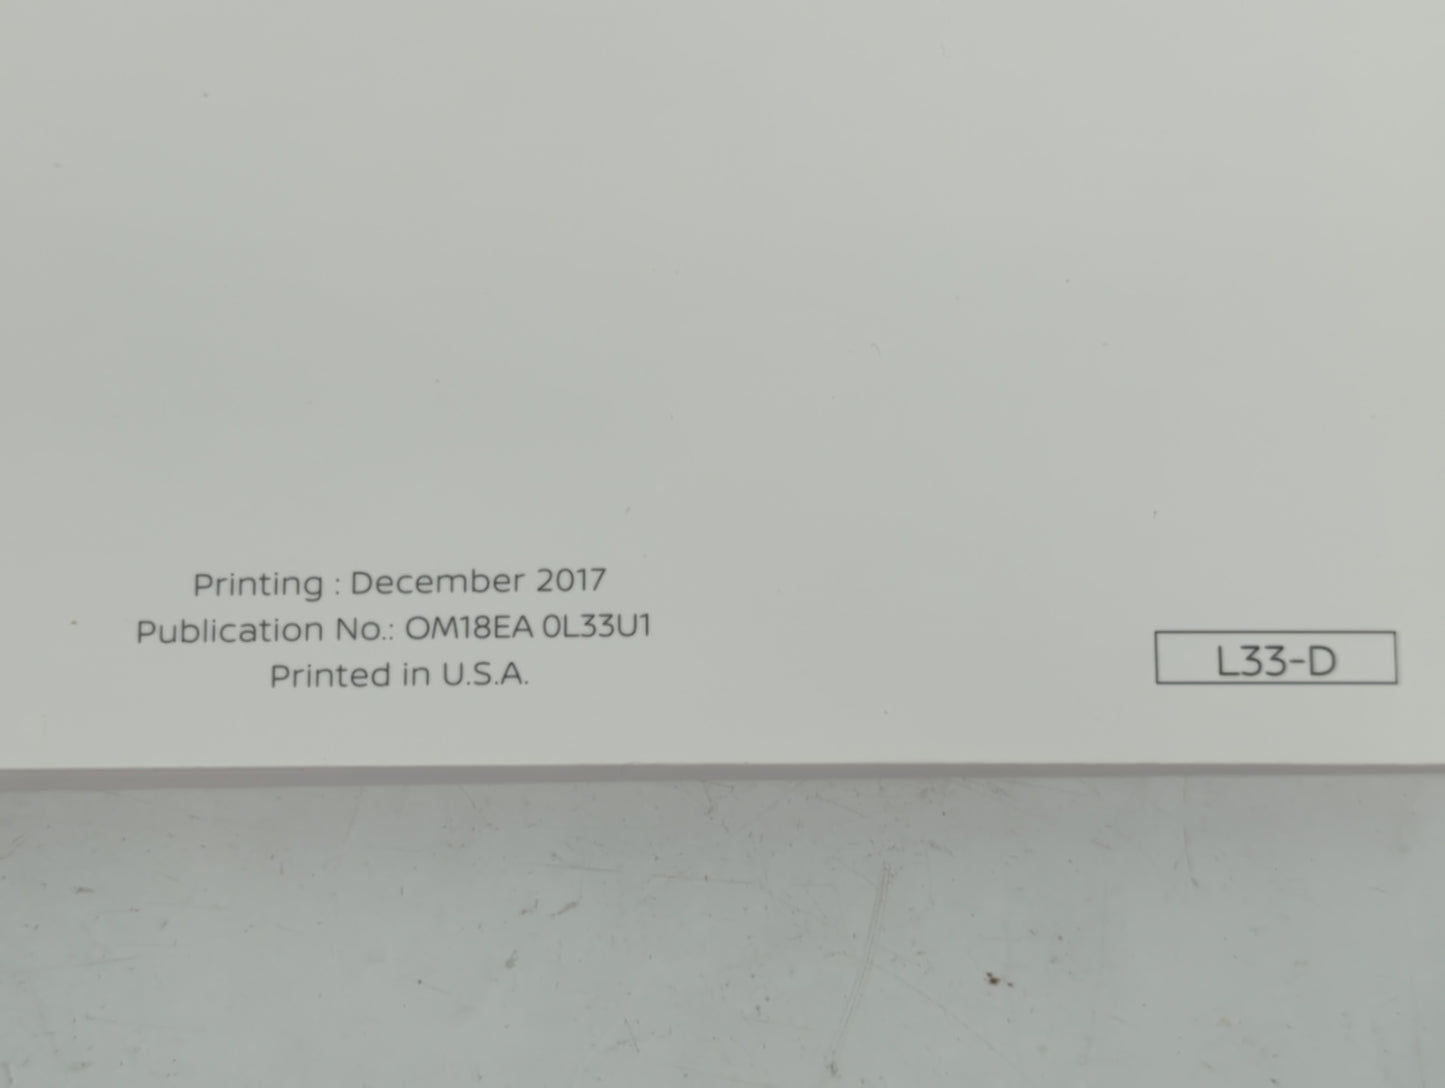 Printing : December 2017
Publication No.: OM18EA 0L33U1
Printed in U.S.A.
L33-D